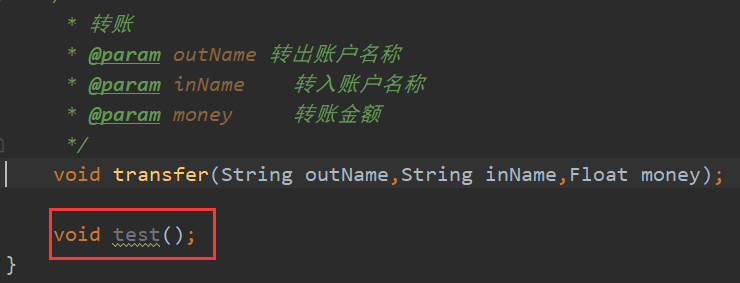 * 转账
* @param outName 转出账户名称
* @param inName 转入账户名称
* @param money 转账金额
*/
void transfer(String outName,String inName,Float money);
void test();
}